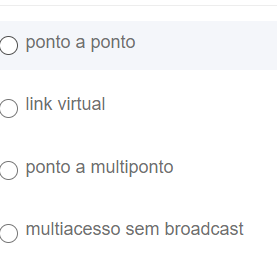 ponto a ponto
link virtual
ponto a multiponto
multiacesso sem broadcast